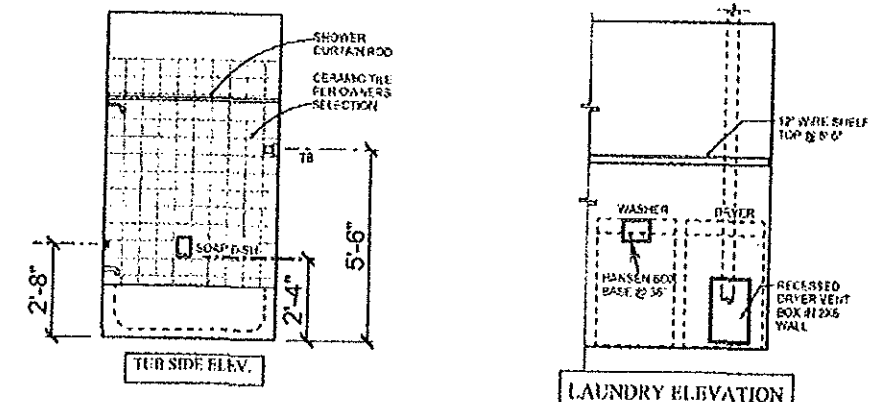 SHOWER
CURTAIN ROD
CERAMIC TILE
PER OWNERS
SELECTION
TB
SOAP DISH
2'-8"
2'-4"
5'-6"
TUB SIDE ELEV.
12" WIRE SHELF
TOP @ 5' 6"
WASHER
DRYER
HANSEN BOX
BASE @ 36"
RECESSED
DRYER VENT
BOX IN 2X6
WALL
LAUNDRY ELEVATION